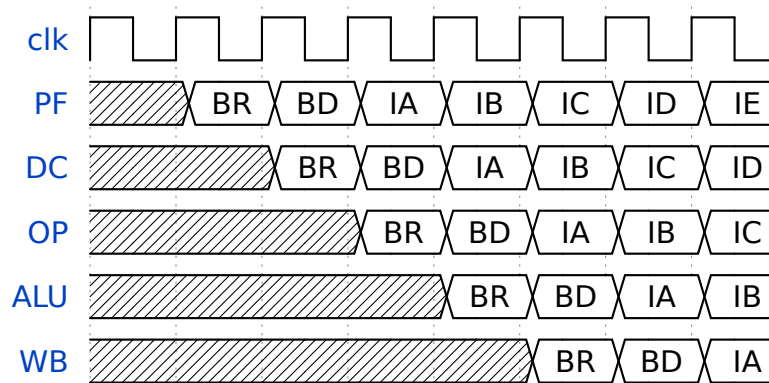 clk
PF BR BD IA IB IC ID IE
DC BR BD IA IB IC ID
OP BR BD IA IB IC
ALU BR BD IA IB
WB BR BD IA